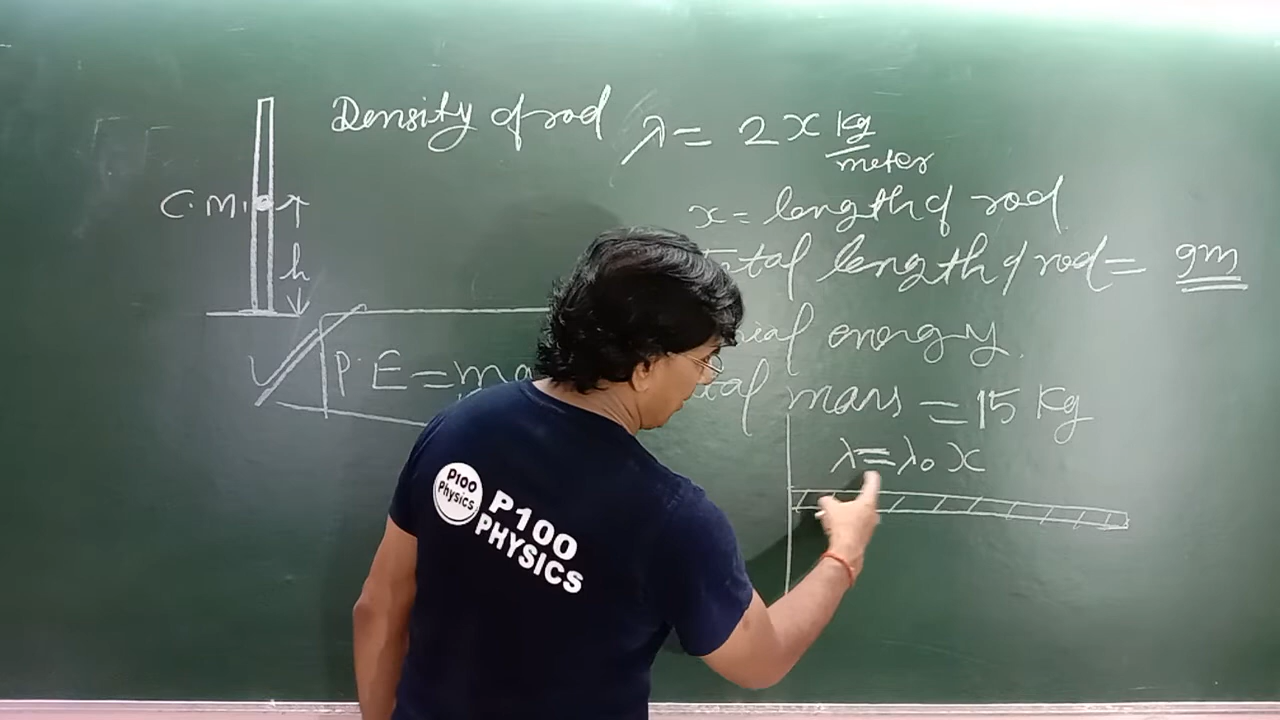 Density of rod λ = 2x kg/meter
x = length of rod
length of rod = 9m
C.M.
h
energy.
P.E = m
mass = 15 kg
λ = λ₀ x
P100
Physics
P100
PHYSICS